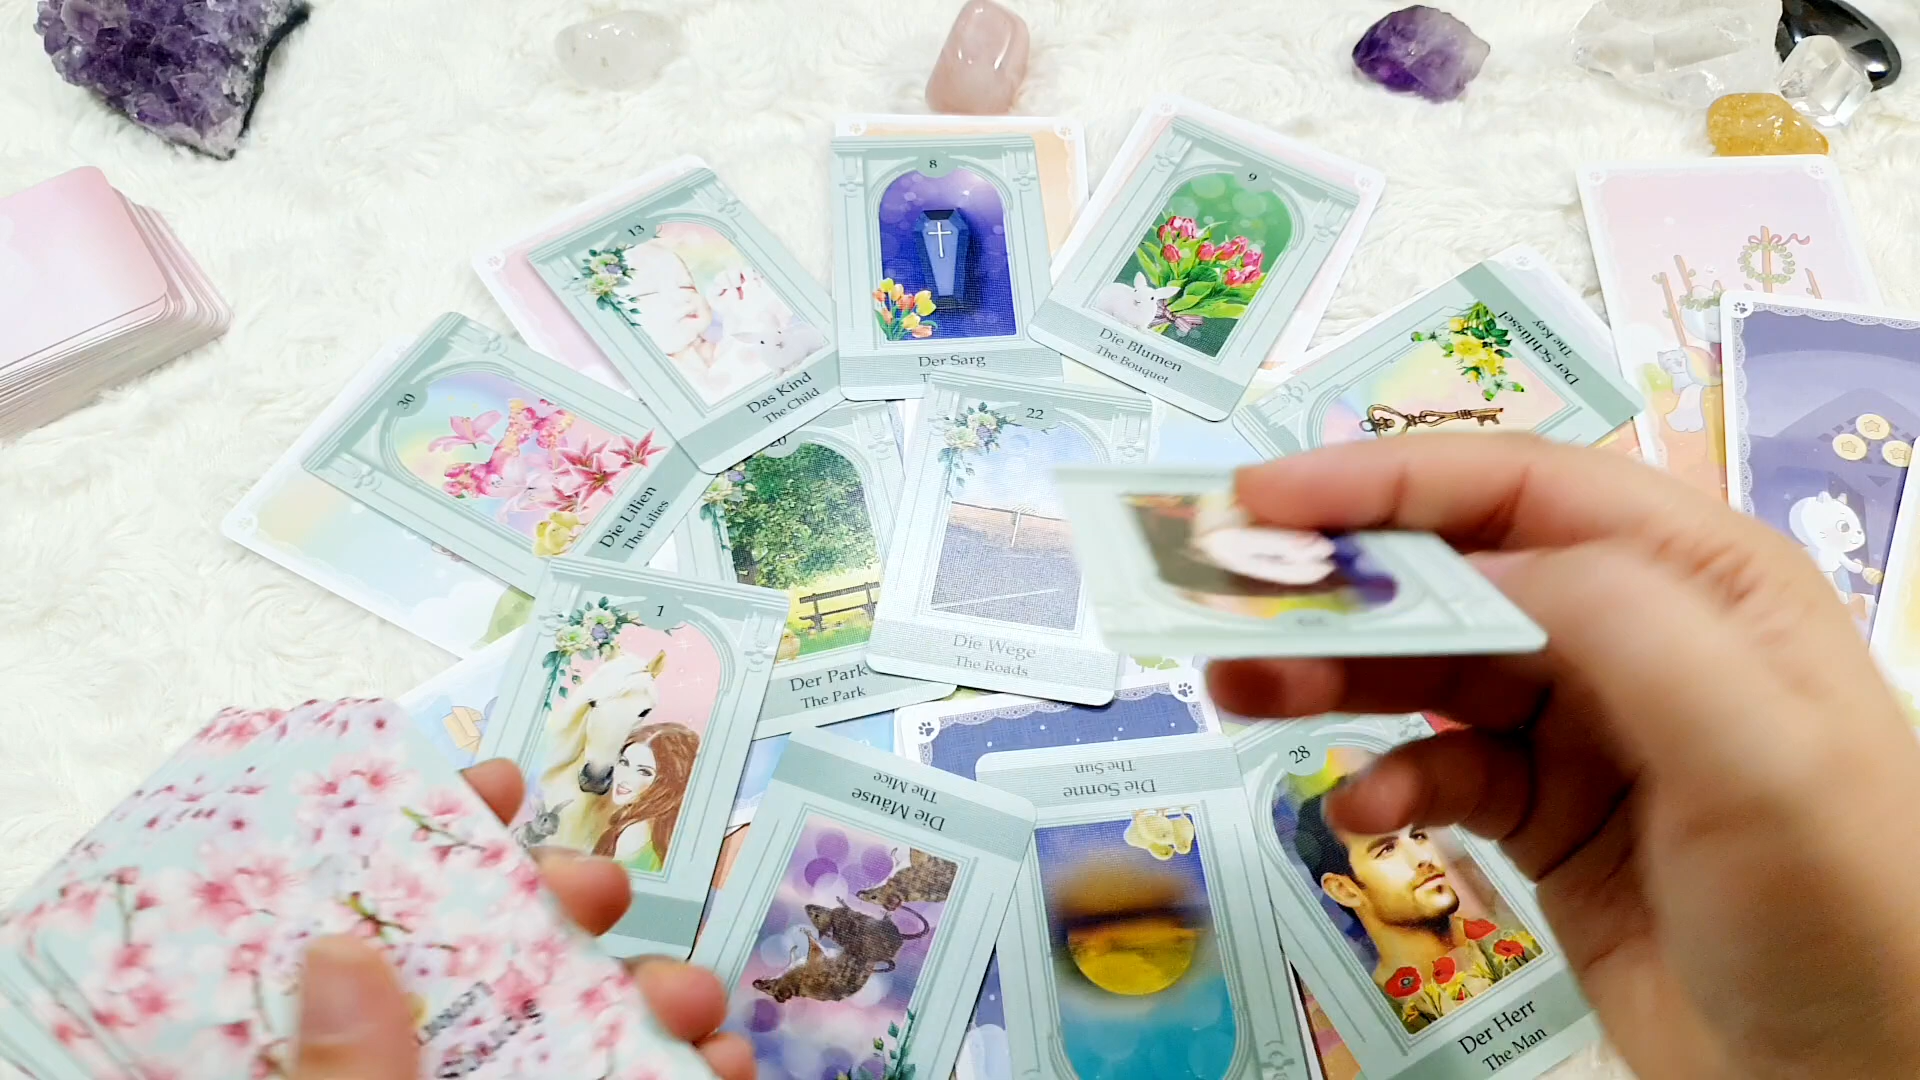 8
Der Sarg
9
Die Blumen
The Bouquet
13
Das Kind
The Child
Der Schlüssel
The Key
30
Die Lilien
The Lilies
20
Der Park
The Park
22
Die Wege
The Roads
1
Die Mäuse
The Mice
Die Sonne
The Sun
28
Der Herr
The Man